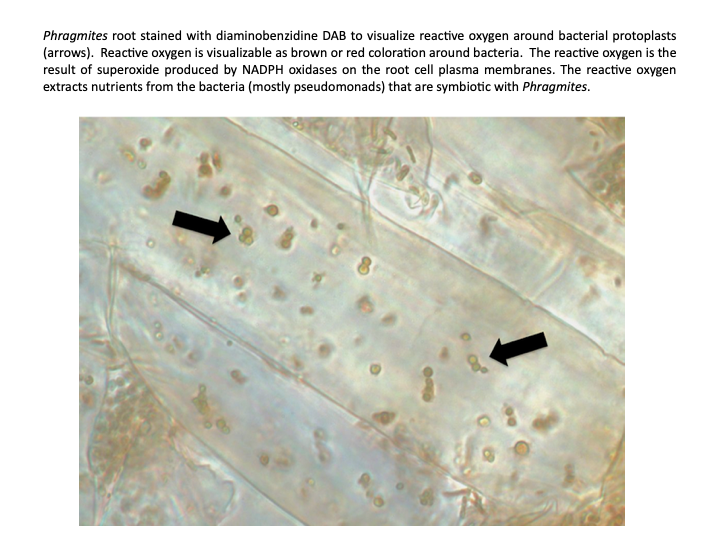 Phragmites root stained with diaminobenzidine DAB to visualize reactive oxygen around bacterial protoplasts
(arrows).  Reactive oxygen is visualizable as brown or red coloration around bacteria.  The reactive oxygen is the
result of superoxide produced by NADPH oxidases on the root cell plasma membranes. The reactive oxygen
extracts nutrients from the bacteria (mostly pseudomonads) that are symbiotic with Phragmites.